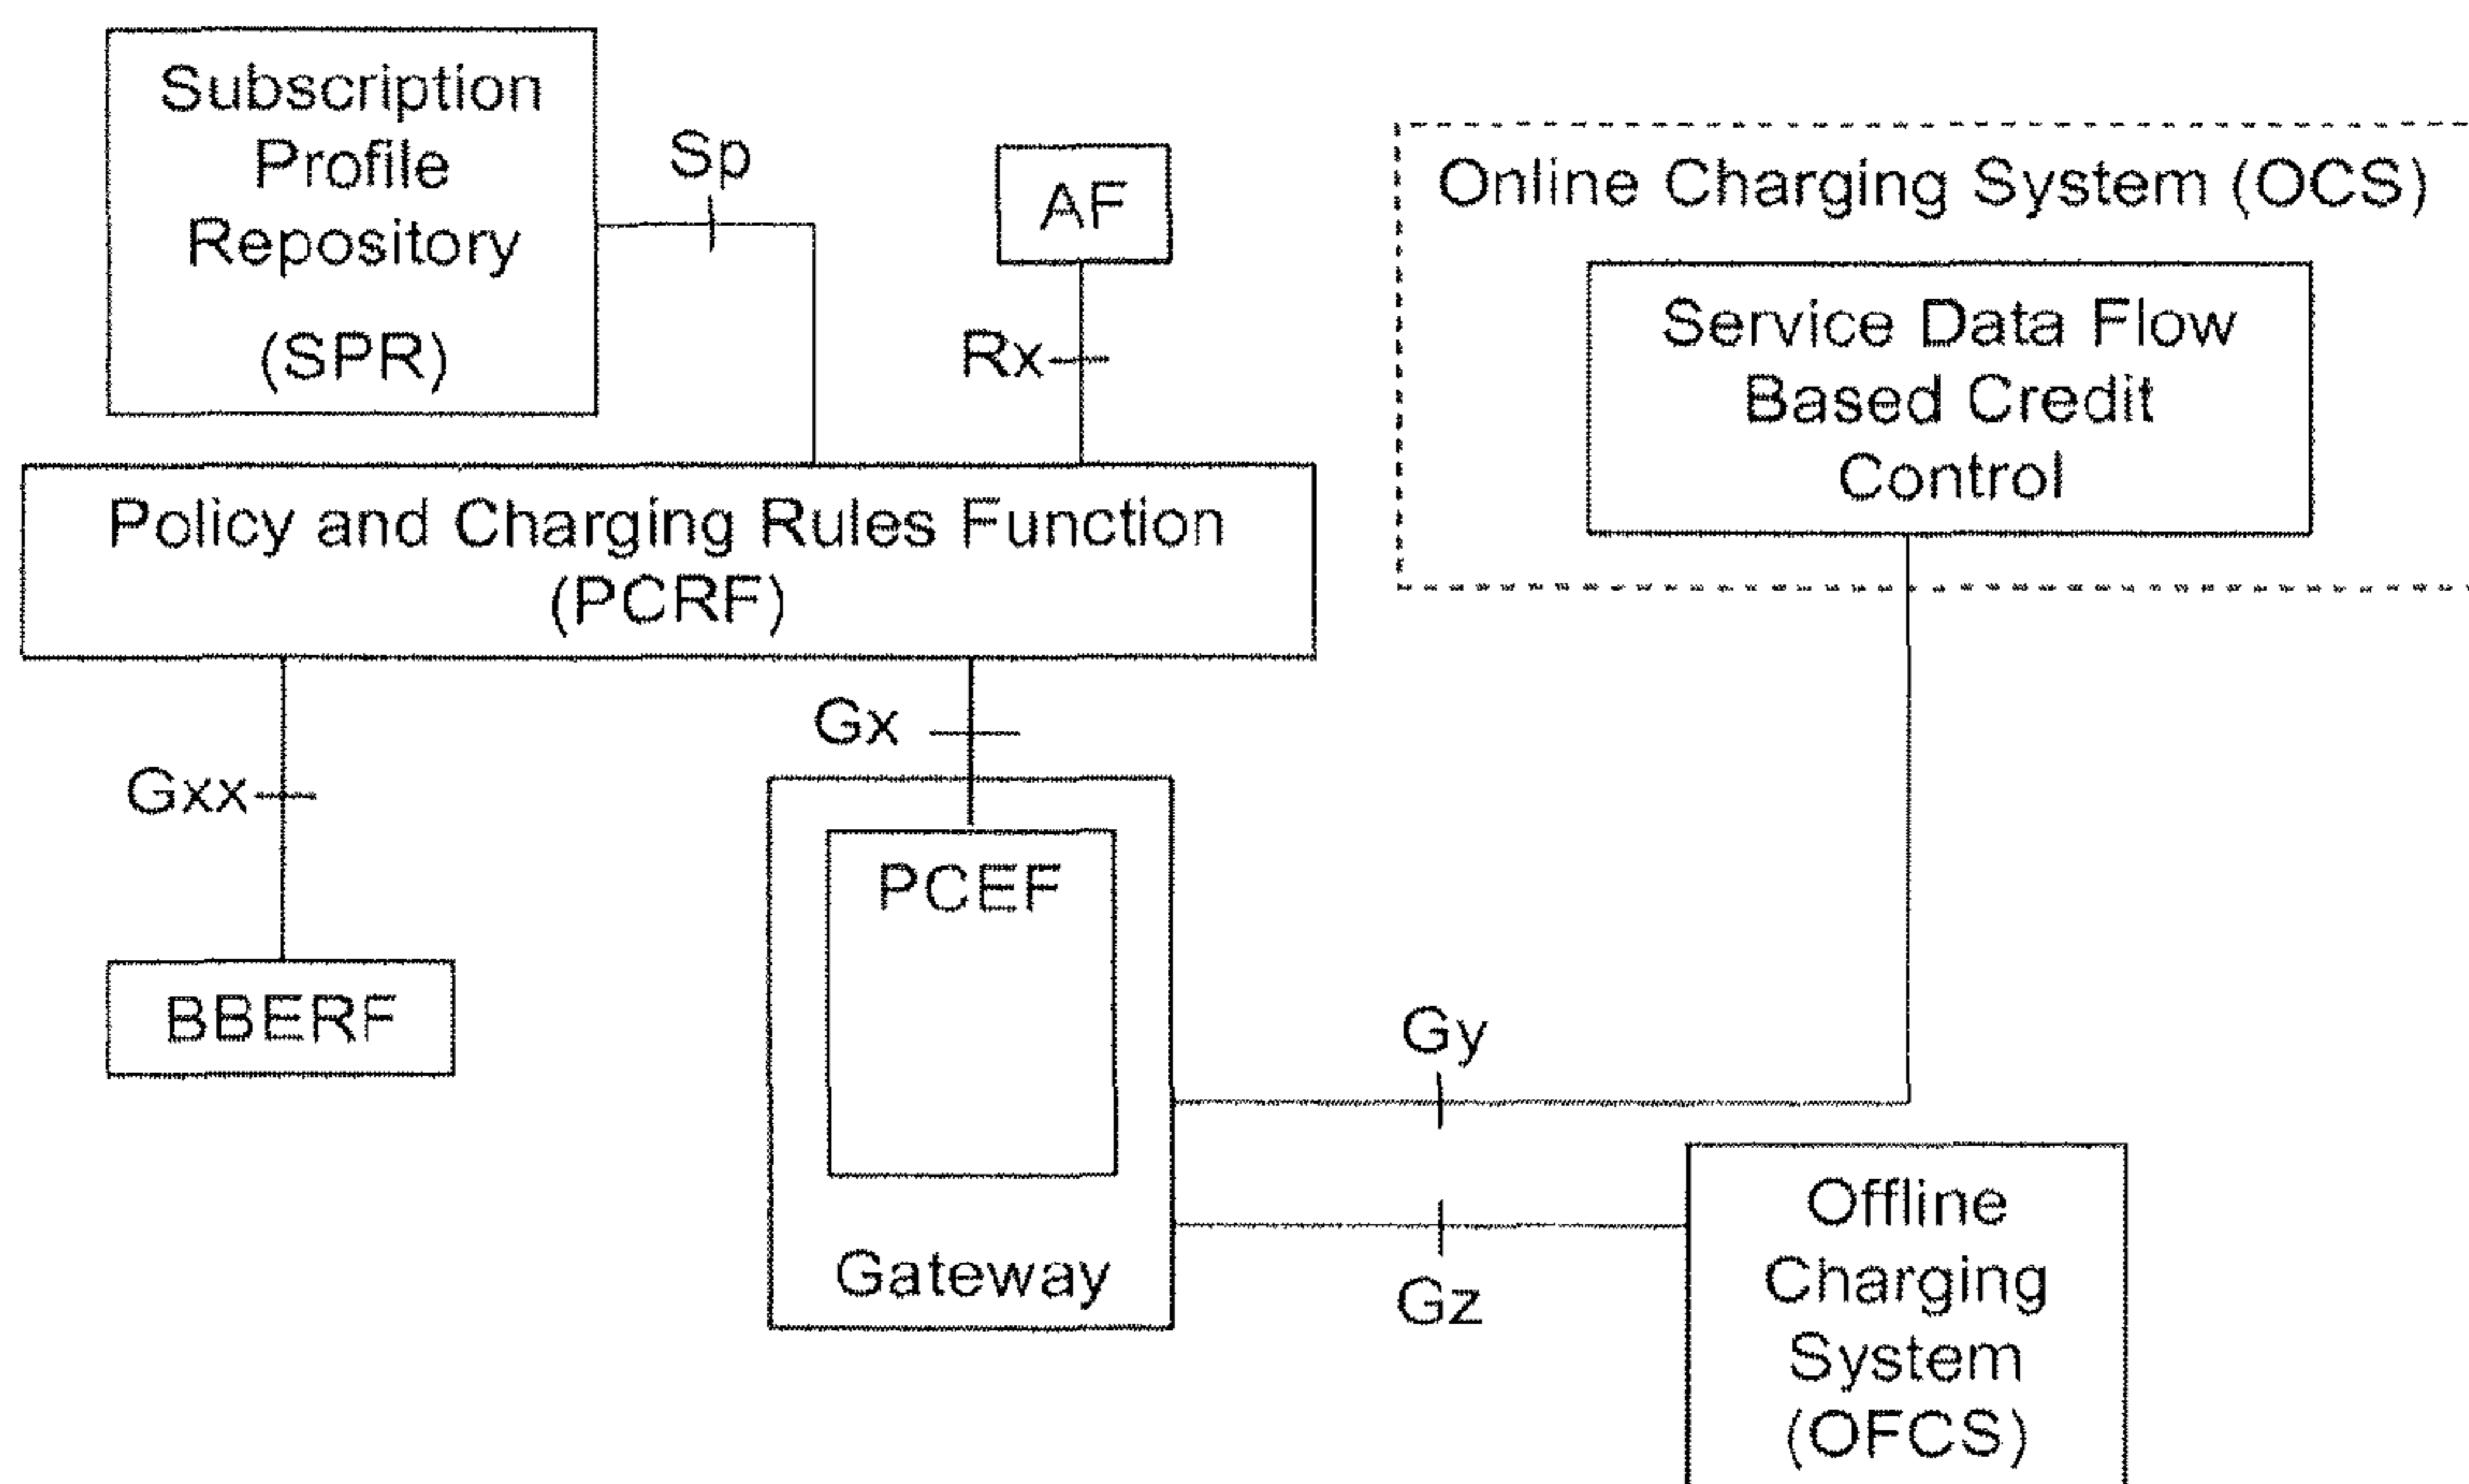 Subscription
Profile
Repository
(SPR)
Sp
AF
Rx
Online Charging System (OCS)
Service Data Flow
Based Credit
Control
Policy and Charging Rules Function
(PCRF)
Gx
Gxx
PCEF
BBERF
Gateway
Gy
Gz
Offline
Charging
System
(OFCS)